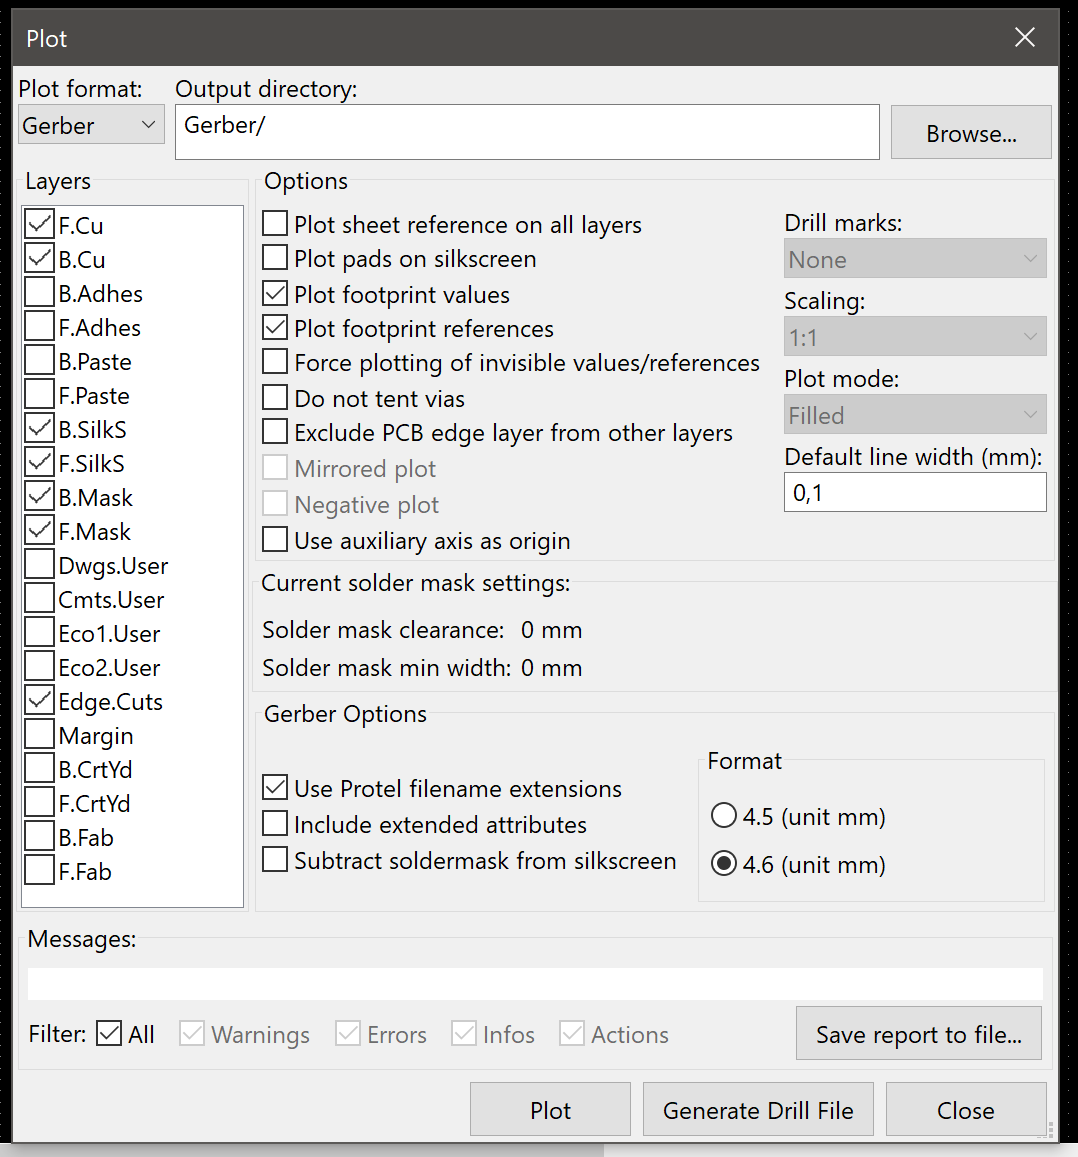 Plot
Plot format:
Output directory:
Gerber
Gerber/
Browse...
Layers
F.Cu
B.Cu
B.Adhes
F.Adhes
B.Paste
F.Paste
B.SilkS
F.SilkS
B.Mask
F.Mask
Dwgs.User
Cmts.User
Eco1.User
Eco2.User
Edge.Cuts
Margin
B.CrtYd
F.CrtYd
B.Fab
F.Fab
Options
Plot sheet reference on all layers
Plot pads on silkscreen
Plot footprint values
Plot footprint references
Force plotting of invisible values/references
Do not tent vias
Exclude PCB edge layer from other layers
Mirrored plot
Negative plot
Use auxiliary axis as origin
Drill marks:
None
Scaling:
1:1
Plot mode:
Filled
Default line width (mm):
0,1
Current solder mask settings:
Solder mask clearance: 0 mm
Solder mask min width: 0 mm
Gerber Options
Use Protel filename extensions
Include extended attributes
Subtract soldermask from silkscreen
Format
4.5 (unit mm)
4.6 (unit mm)
Messages:
Filter: All Warnings Errors Infos Actions
Save report to file...
Plot
Generate Drill File
Close